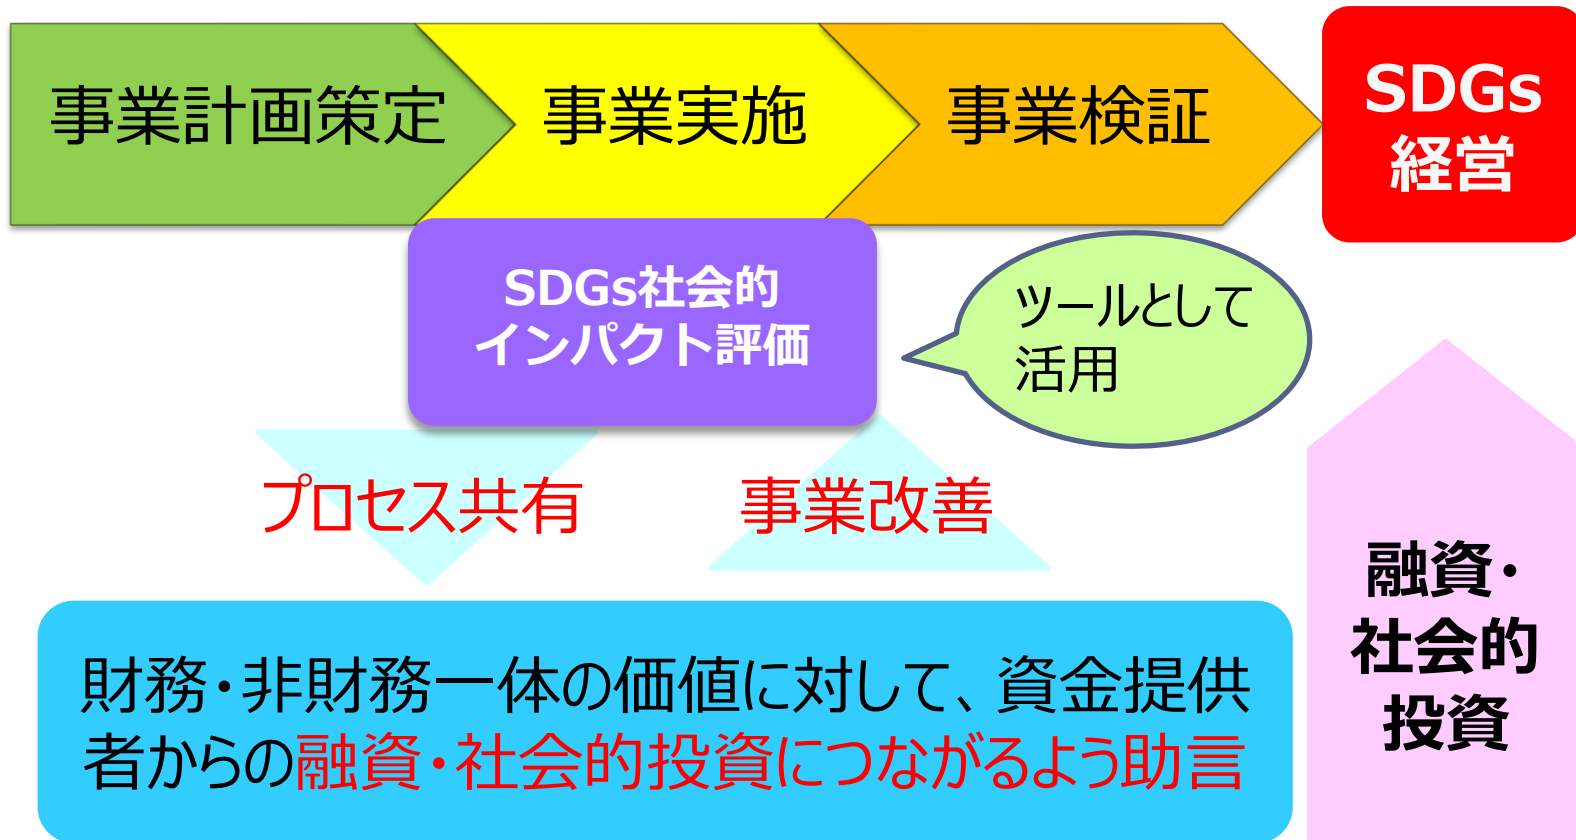 事業計画策定
事業実施
事業検証
SDGs
経営
SDGs社会的
インパクト評価
ツールとして
活用
プロセス共有
事業改善
財務・非財務一体の価値に対して、資金提供
者からの融資・社会的投資につながるよう助言
融資・
社会的
投資